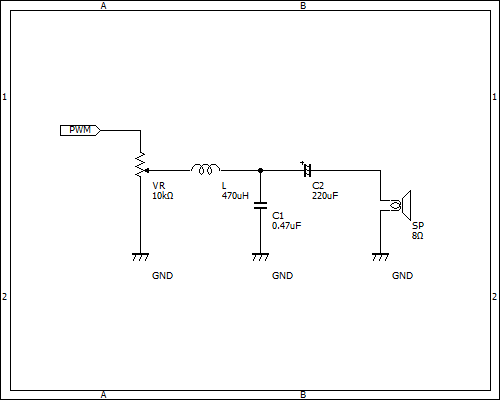 A B
1 1
PWM
VR
10kΩ
L
470uH
C2
220uF
C1
0.47uF
SP
8Ω
GND GND GND
2 2
A B